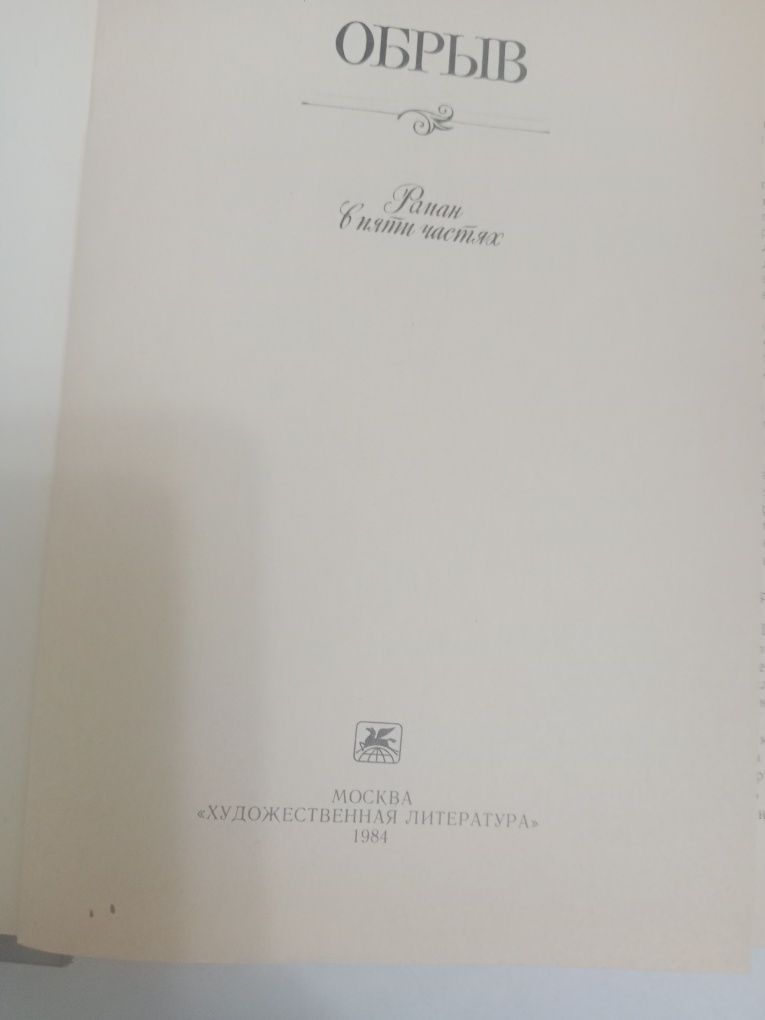 ОБРЫВ
Роман
в пяти частях
МОСКВА
«ХУДОЖЕСТВЕННАЯ ЛИТЕРАТУРА»
1984